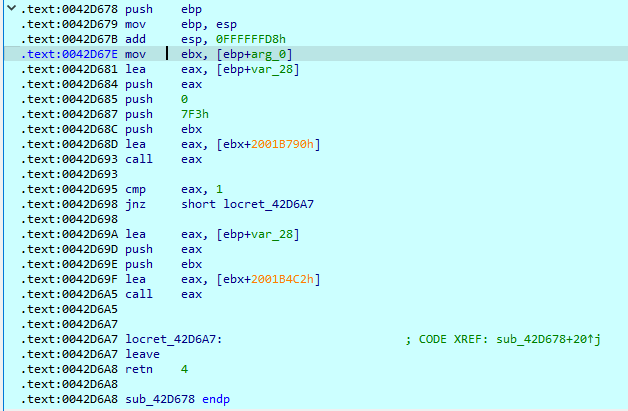 .text:0042D678 push ebp
.text:0042D679 mov ebp, esp
.text:0042D67B add esp, 0FFFFFFD8h
.text:0042D67E mov ebx, [ebp+arg_0]
.text:0042D681 lea eax, [ebp+var_28]
.text:0042D684 push eax
.text:0042D685 push 0
.text:0042D687 push 7F3h
.text:0042D68C push ebx
.text:0042D68D lea eax, [ebx+2001B790h]
.text:0042D693 call eax
.text:0042D693
.text:0042D695 cmp eax, 1
.text:0042D698 jnz short locret_42D6A7
.text:0042D698
.text:0042D69A lea eax, [ebp+var_28]
.text:0042D69D push eax
.text:0042D69E push ebx
.text:0042D69F lea eax, [ebx+2001B4C2h]
.text:0042D6A5 call eax
.text:0042D6A5
.text:0042D6A7
.text:0042D6A7 locret_42D6A7: ; CODE XREF: sub_42D678+20↑j
.text:0042D6A7 leave
.text:0042D6A8 retn 4
.text:0042D6A8
.text:0042D6A8 sub_42D678 endp